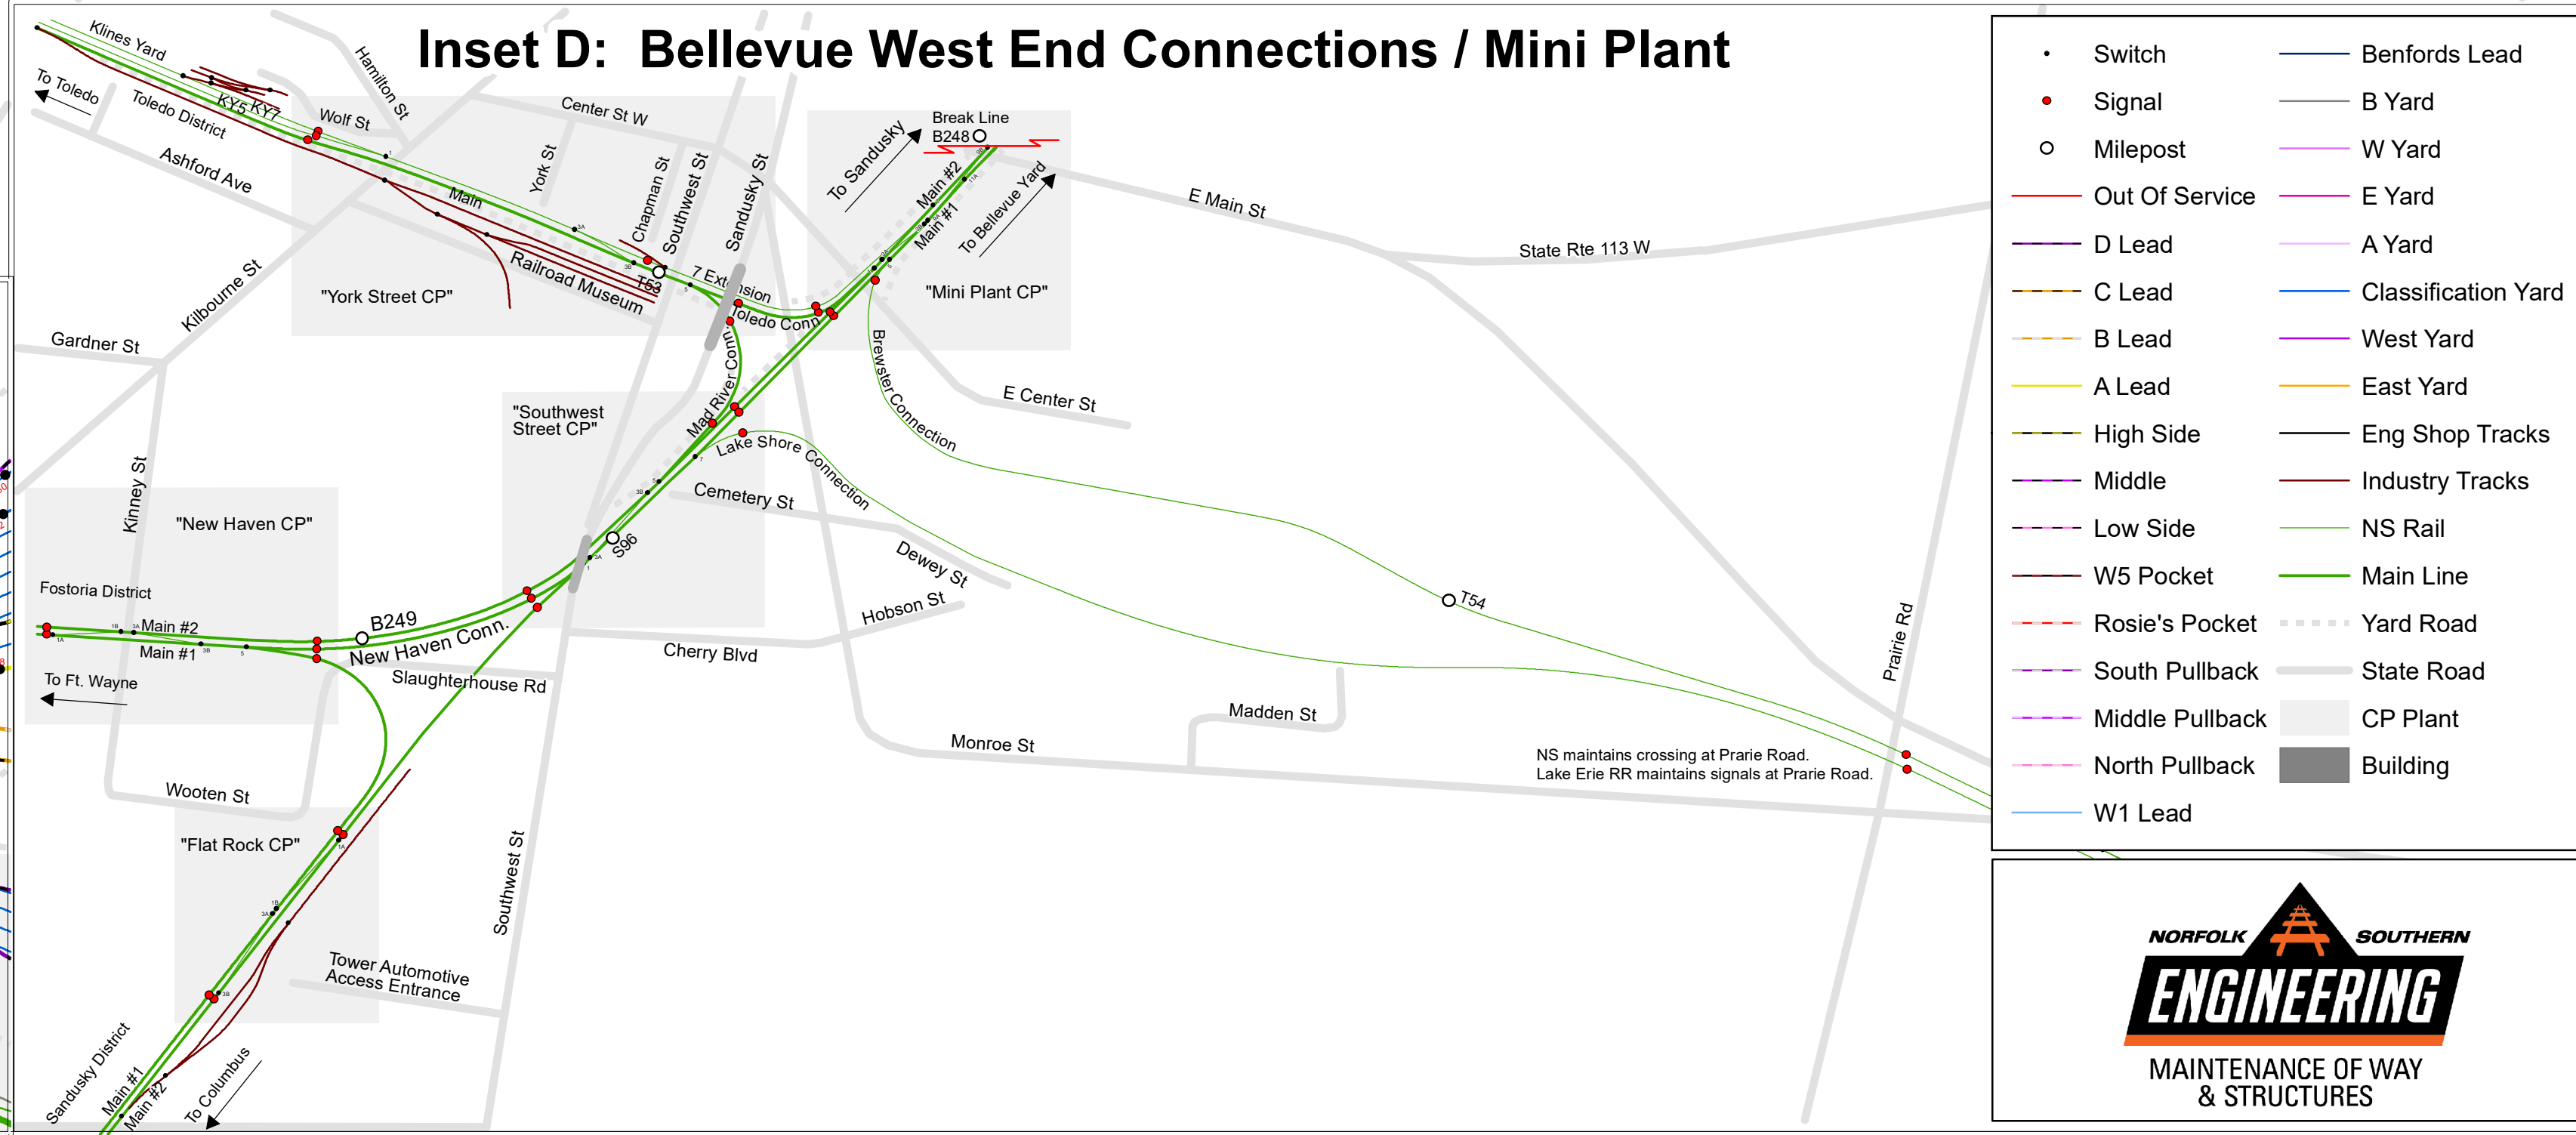 Inset D: Bellevue West End Connections / Mini Plant
Klines Yard
To Toledo
Toledo District
KY5
KY7
Hamilton St
Wolf St
Ashford Ave
Center St W
York St
Chapman St
Southwest St
Sandusky St
Main
Railroad Museum
T53
7 Extension
Toledo Conn.
"York Street CP"
Kilbourne St
Gardner St
Kinney St
Break Line
B248
To Sandusky
Main #2
Main #1
To Bellevue Yard
"Mini Plant CP"
E Main St
State Rte 113 W
E Center St
Brewster Connection
Mad River Conn.
"Southwest
Street CP"
Lake Shore Connection
Cemetery St
Dewey St
Hobson St
Cherry Blvd
S96
T54
Prairie Rd
"New Haven CP"
Fostoria District
Main #2
Main #1
B249
New Haven Conn.
To Ft. Wayne
Slaughterhouse Rd
Wooten St
Madden St
Monroe St
NS maintains crossing at Prarie Road.
Lake Erie RR maintains signals at Prarie Road.
"Flat Rock CP"
Southwest St
Tower Automotive
Access Entrance
Sandusky District
Main #1
Main #2
To Columbus
Switch
Signal
Milepost
Out Of Service
D Lead
C Lead
B Lead
A Lead
High Side
Middle
Low Side
W5 Pocket
Rosie's Pocket
South Pullback
Middle Pullback
North Pullback
W1 Lead
Benfords Lead
B Yard
W Yard
E Yard
A Yard
Classification Yard
West Yard
East Yard
Eng Shop Tracks
Industry Tracks
NS Rail
Main Line
Yard Road
State Road
CP Plant
Building
NORFOLK SOUTHERN
ENGINEERING
MAINTENANCE OF WAY
& STRUCTURES